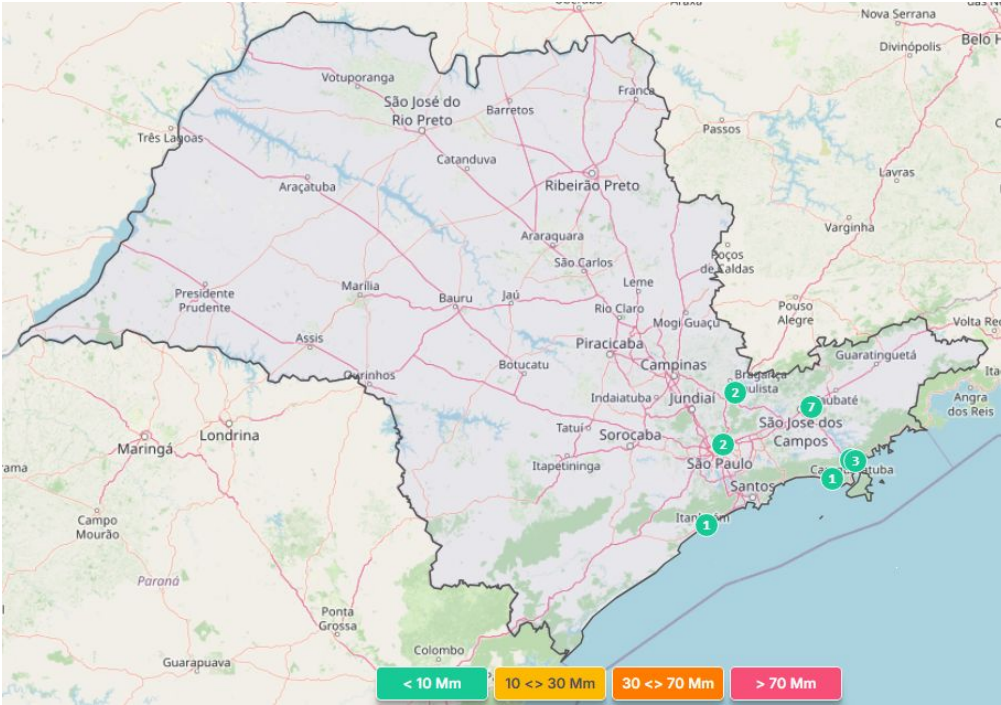 Nova Serrana
Divinópolis
Belo H
Votuporanga
São José do
Rio Preto
Barretos
Franca
Passos
Três Lagoas
Catanduva
Lavras
Araçatuba
Ribeirão Preto
Varginha
Araraquara
São Carlos
Poços
de Caldas
Leme
Presidente
Prudente
Marília
Bauru
Jaú
Rio Claro
Mogi Guaçu
Pouso
Alegre
Volta Re
Assis
Piracicaba
Guaratinguetá
Botucatu
Campinas
Ourinhos
Bragança
Paulista
2
Indaiatuba
Jundiaí
7
Taubaté
Angra
dos Reis
São José dos
Campos
Londrina
Maringá
Tatuí
Sorocaba
2
São Paulo
Itapetininga
3
1
Santos
Campo
Mourão
1
Paraná
Ponta
Grossa
Colombo
Guarapuava
< 10 Mm
10 <> 30 Mm
30 <> 70 Mm
> 70 Mm